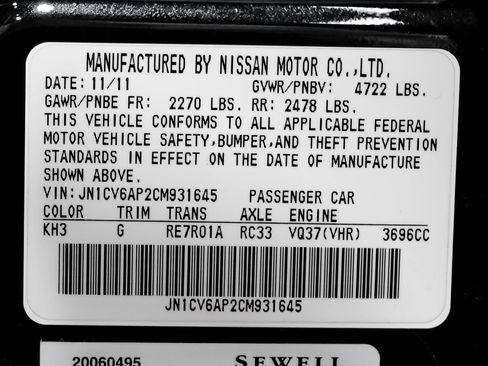 MANUFACTURED BY NISSAN MOTOR CO.,LTD.
DATE: 11/11 GVWR/PNBV: 4722 LBS.
GAWR/PNBE FR: 2270 LBS. RR: 2478 LBS.
THIS VEHICLE CONFORMS TO ALL APPLICABLE FEDERAL
MOTOR VEHICLE SAFETY,BUMPER,AND THEFT PREVENTION
STANDARDS IN EFFECT ON THE DATE OF MANUFACTURE
SHOWN ABOVE.
VIN: JN1CV6AP2CM931645 PASSENGER CAR
COLOR TRIM TRANS AXLE ENGINE
KH3 G RE7R01A RC33 VQ37(VHR) 3696CC
JN1CV6AP2CM931645
20060495 SEWELL